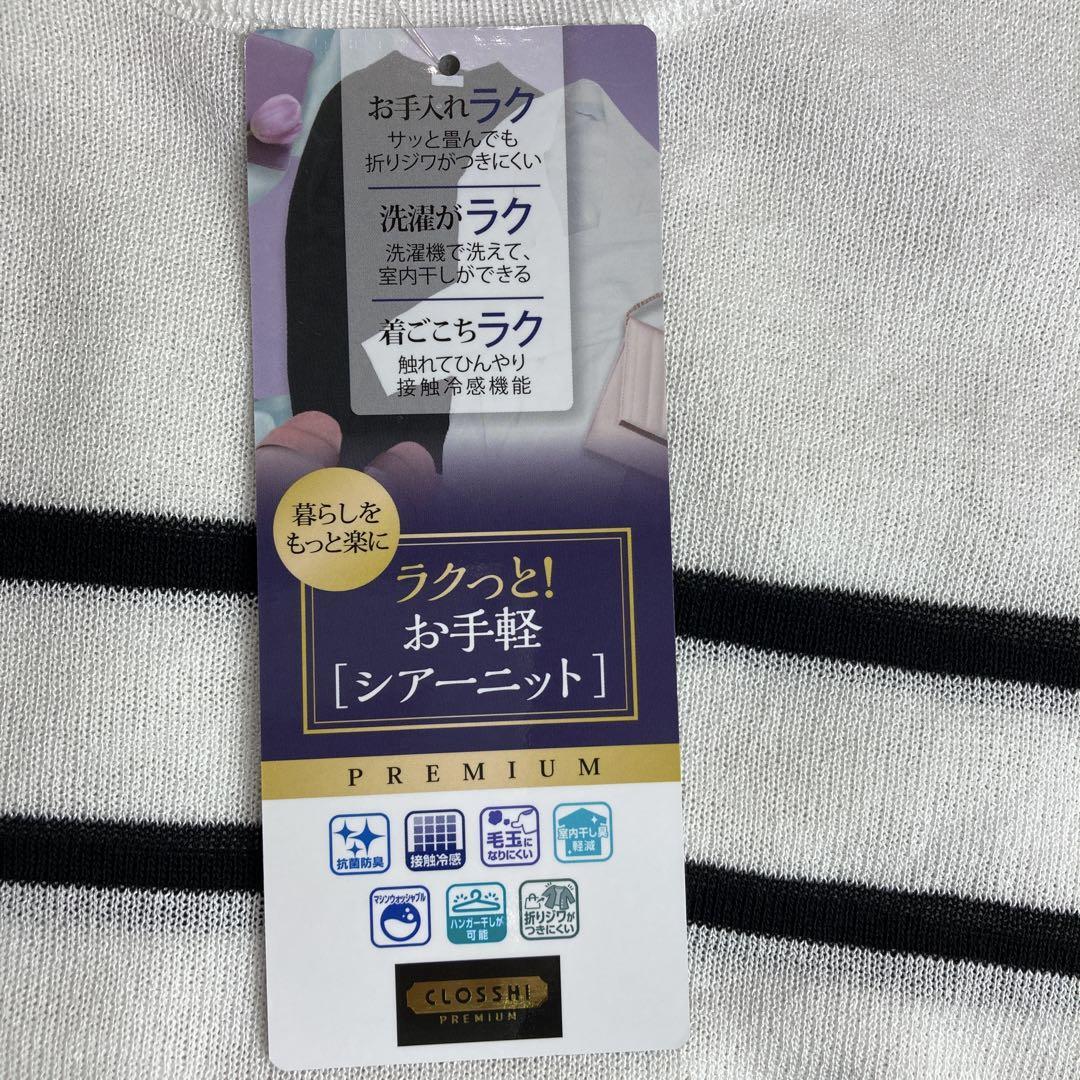 お手入れラク
サッと畳んでも
折りジワがつきにくい
洗濯がラク
洗濯機で洗えて、
室内干しができる
着ごこちラク
触れてひんやり
接触冷感機能
暮らしを
もっと楽に
ラクっと!
お手軽
[シアーニット]
PREMIUM
抗菌防臭
接触冷感
毛玉に
なりにくい
室内干し臭
軽減
マシンウォッシャブル
ハンガー干しが
可能
折りジワが
つきにくい
CLOSSHI
PREMIUM